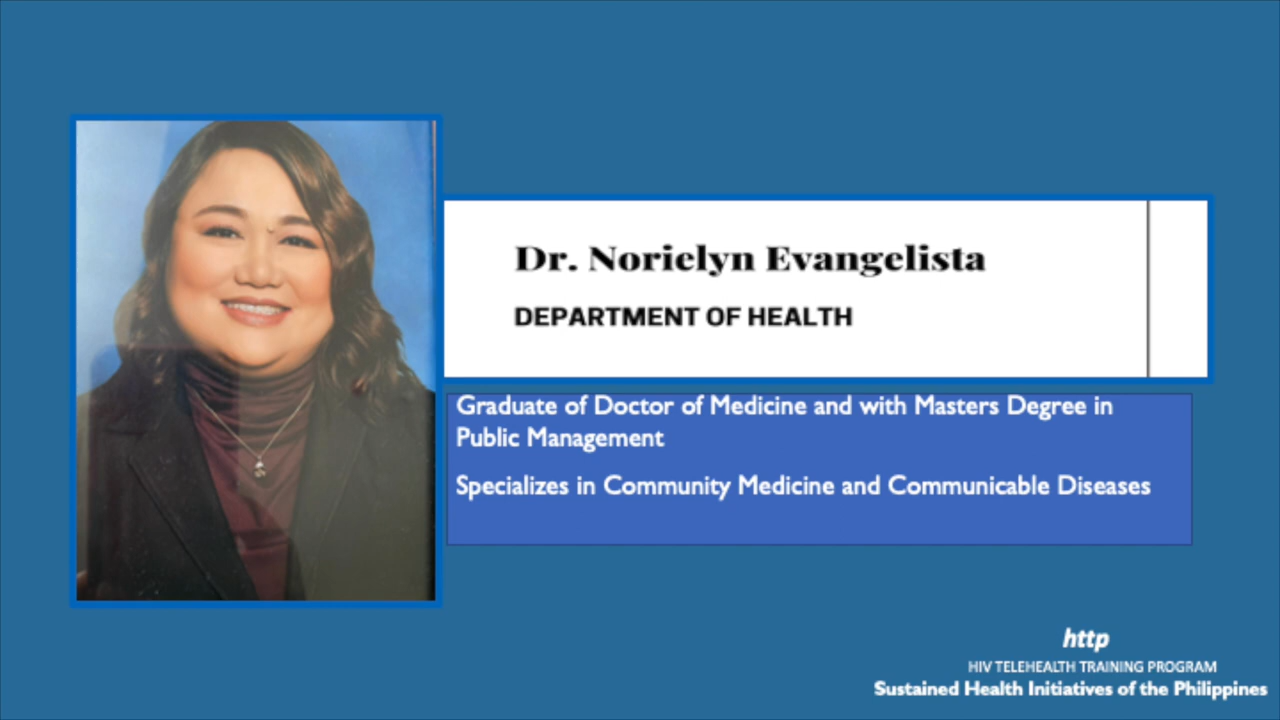 Dr. Norielyn Evangelista
DEPARTMENT OF HEALTH
Graduate of Doctor of Medicine and with Masters Degree in
Public Management
Specializes in Community Medicine and Communicable Diseases
http
HIV TELEHEALTH TRAINING PROGRAM
Sustained Health Initiatives of the Philippines